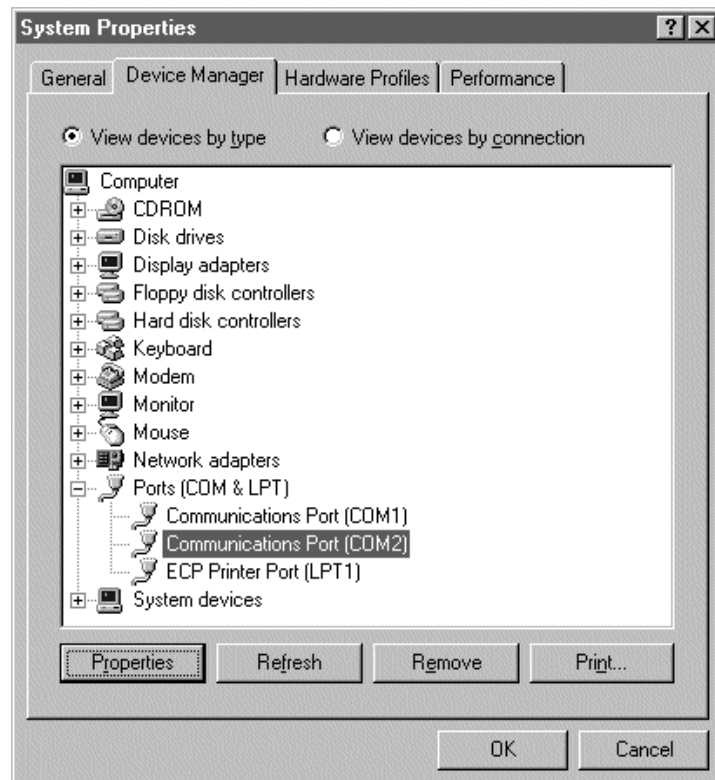 System Properties
General Device Manager Hardware Profiles Performance
View devices by type View devices by connection
Computer
CDROM
Disk drives
Display adapters
Floppy disk controllers
Hard disk controllers
Keyboard
Modem
Monitor
Mouse
Network adapters
Ports (COM & LPT)
Communications Port (COM1)
Communications Port (COM2)
ECP Printer Port (LPT1)
System devices
Properties Refresh Remove Print...
OK Cancel